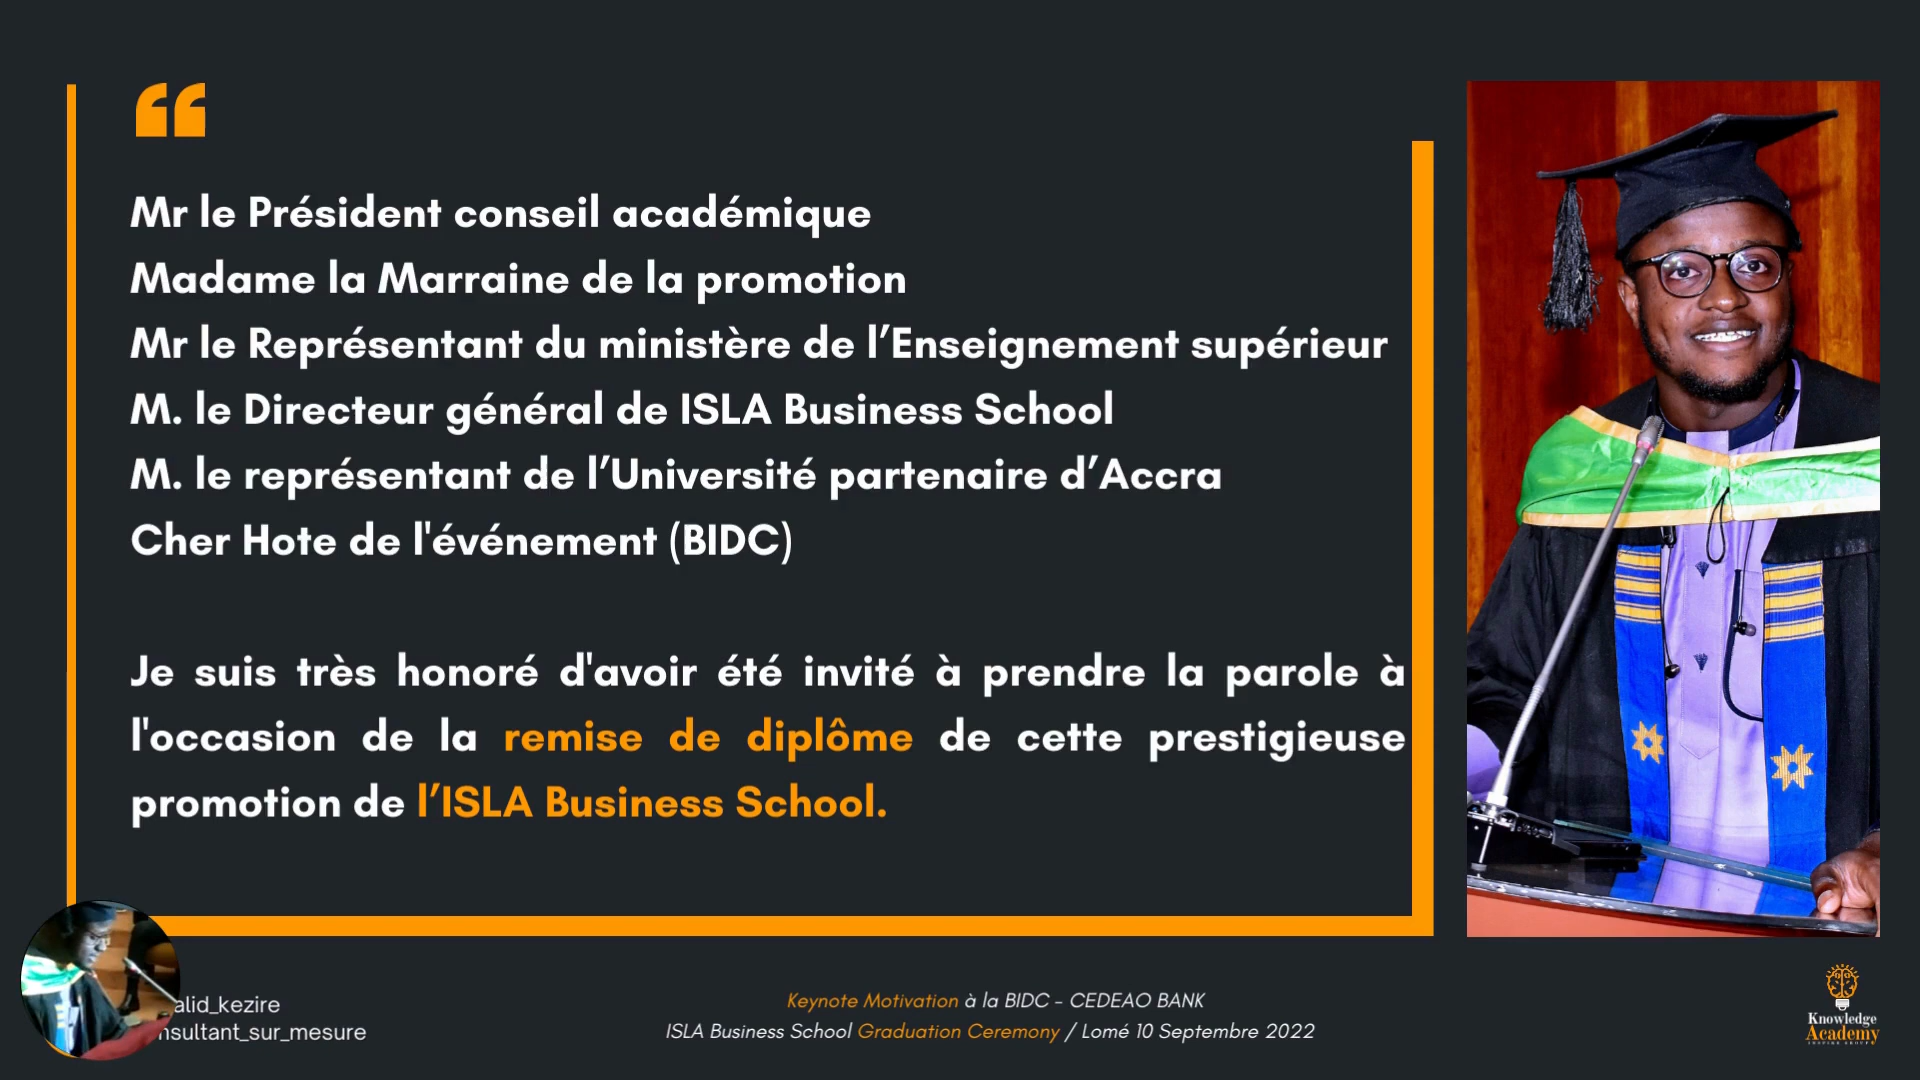 “
Mr le Président conseil académique
Madame la Marraine de la promotion
Mr le Représentant du ministère de l’Enseignement supérieur
M. le Directeur général de ISLA Business School
M. le représentant de l’Université partenaire d’Accra
Cher Hote de l'événement (BIDC)
Je suis très honoré d'avoir été invité à prendre la parole à
l'occasion de la remise de diplôme de cette prestigieuse
promotion de l’ISLA Business School.
alid_kezire
nsultant_sur_mesure
Keynote Motivation à la BIDC - CEDEAO BANK
ISLA Business School Graduation Ceremony / Lomé 10 Septembre 2022
Knowledge
Academy